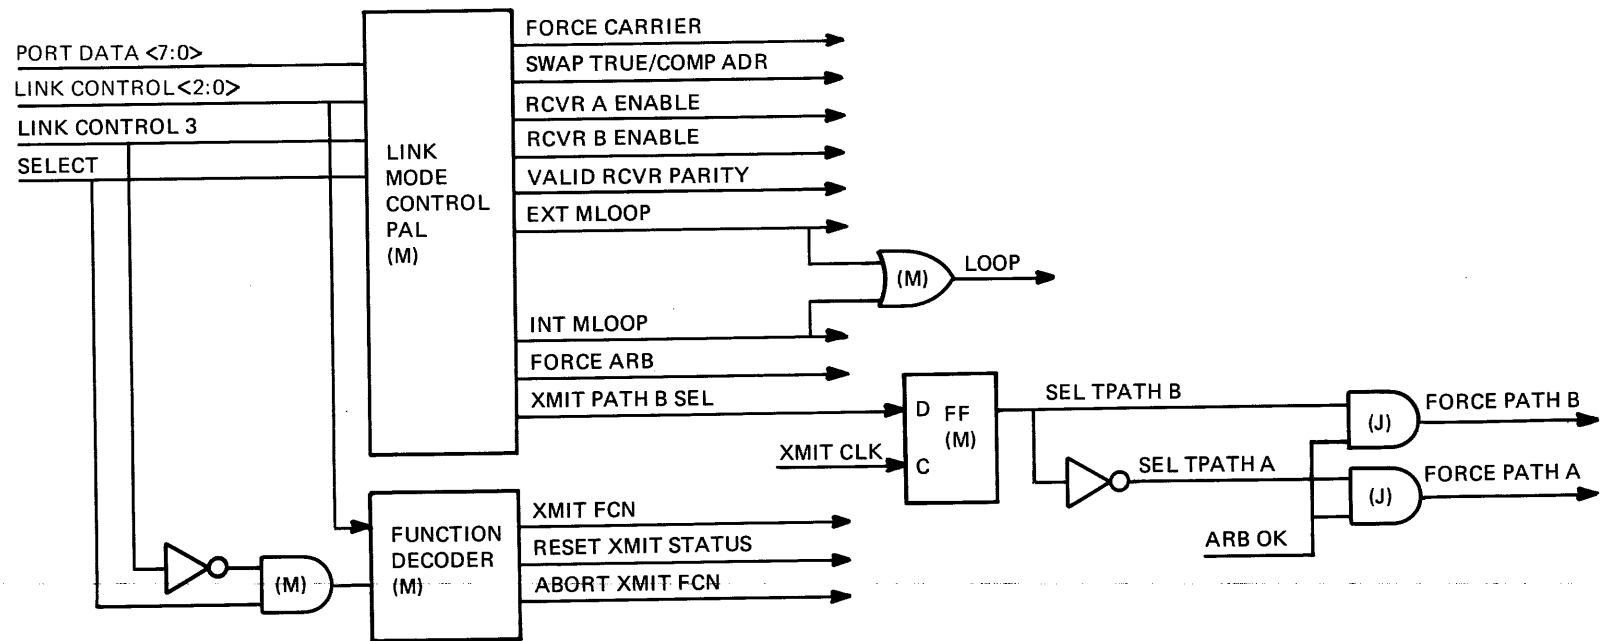 PORT DATA <7:0>
LINK CONTROL<2:0>
LINK CONTROL 3
SELECT
LINK
MODE
CONTROL
PAL
(M)
FORCE CARRIER
SWAP TRUE/COMP ADR
RCVR A ENABLE
RCVR B ENABLE
VALID RCVR PARITY
EXT MLOOP
(M)
LOOP
INT MLOOP
FORCE ARB
XMIT PATH B SEL
XMIT CLK
D
C
FF
(M)
SEL TPATH B
SEL TPATH A
ARB OK
(J)
FORCE PATH B
(J)
FORCE PATH A
(M)
FUNCTION
DECODER
(M)
XMIT FCN
RESET XMIT STATUS
ABORT XMIT FCN